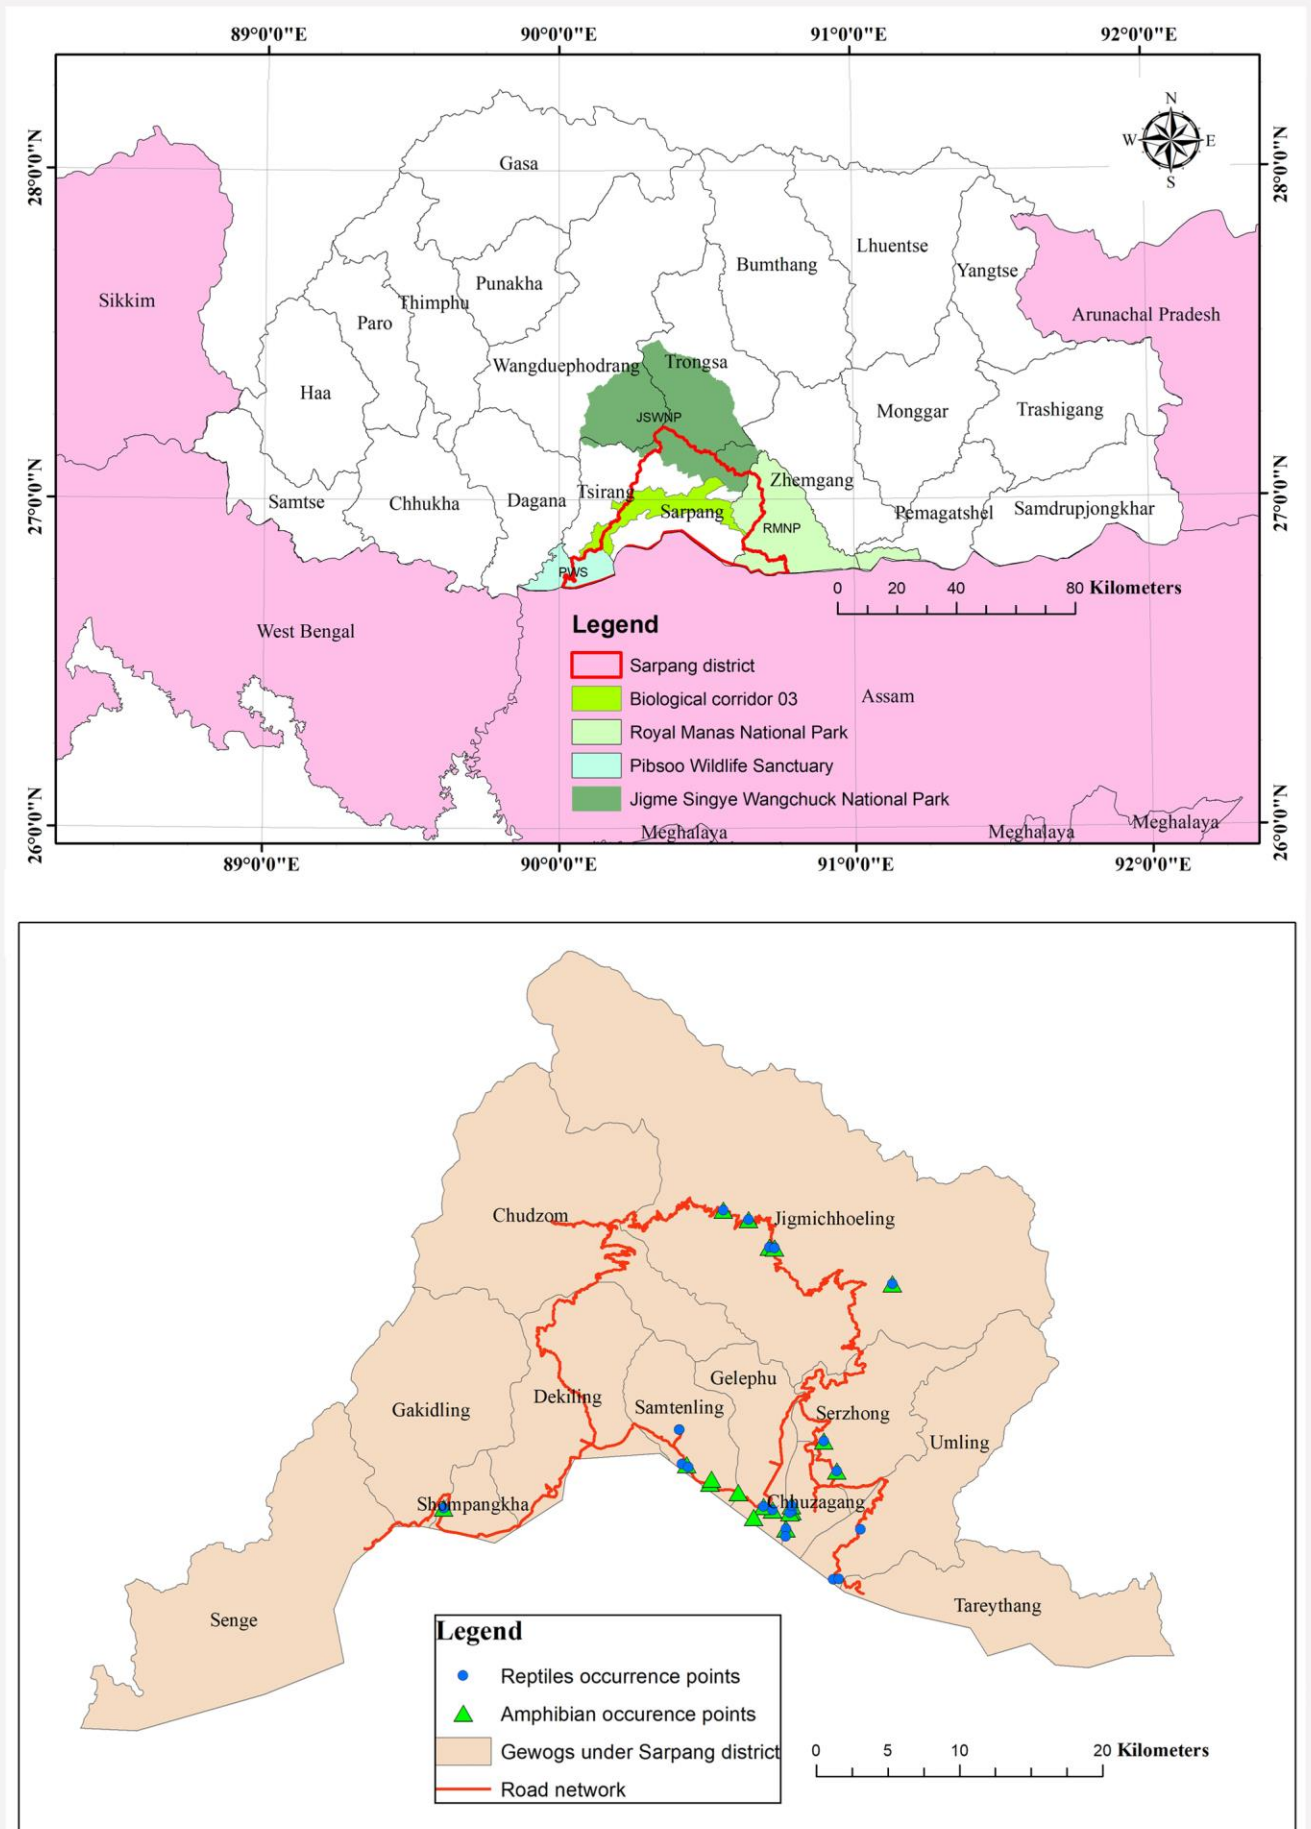 89°0'0"E 90°0'0"E 91°0'0"E 92°0'0"E
28°0'0"N
27°0'0"N
26°0'0"N
28°0'0"N
27°0'0"N
26°0'0"N
N
W E
S
Gasa
Lhuentse
Bumthang
Yangtse
Punakha
Sikkim
Thimphu
Arunachal Pradesh
Paro
Wangduephodrang
Trongsa
Haa
Monggar
Trashigang
JSWNP
Zhemgang
Samtse
Chhukha
Dagana
Tsirang
Sarpang
Pemagatshel
Samdrupjongkhar
RMNP
PWS
0 20 40 80 Kilometers
West Bengal
Legend
Sarpang district
Biological corridor 03
Royal Manas National Park
Pibsoo Wildlife Sanctuary
Jigme Singye Wangchuck National Park
Assam
Meghalaya
Meghalaya
Meghalaya
89°0'0"E 90°0'0"E 91°0'0"E 92°0'0"E
Chudzom
Jigmichhoeling
Gelephu
Dekiling
Samtenling
Gakidling
Serzhong
Umling
Shompangkha
Chhuzagang
Senge
Tareythang
Legend
Reptiles occurrence points
Amphibian occurence points
Gewogs under Sarpang district
Road network
0 5 10 20 Kilometers